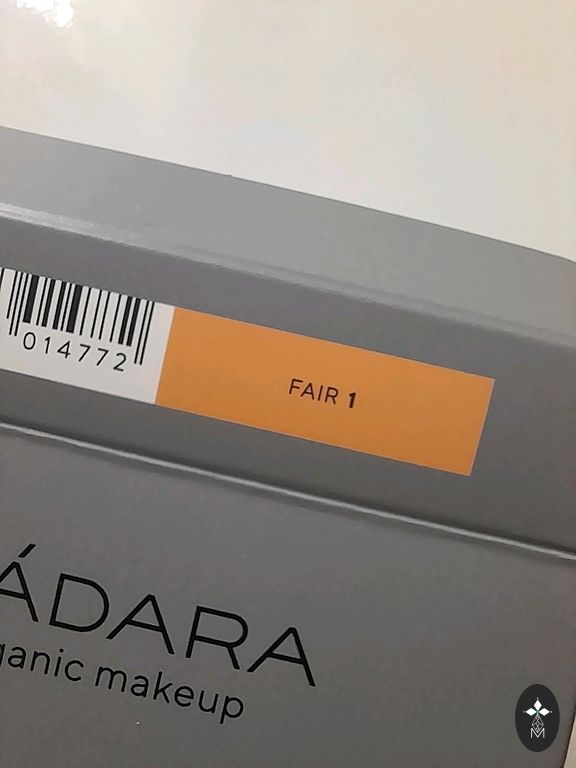 014772
FAIR 1
ÁDARA
ganic makeup
M